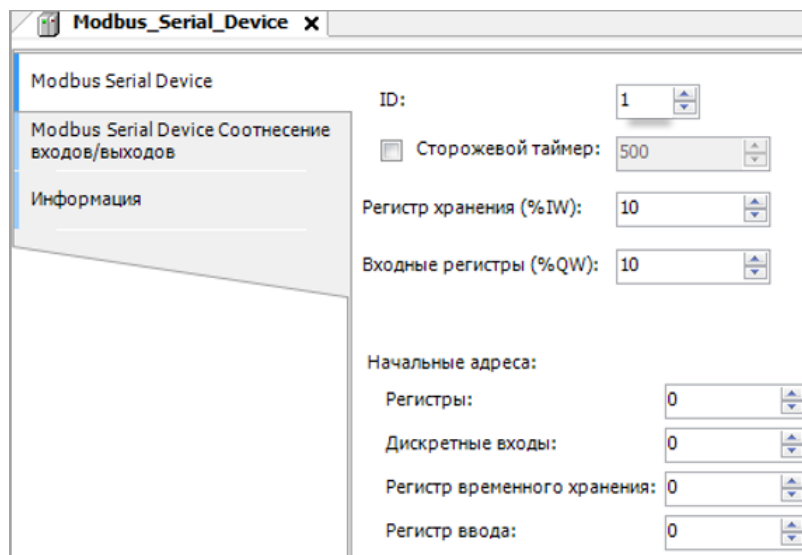 Modbus_Serial_Device
Modbus Serial Device
Modbus Serial Device Соотнесение
входов/выходов
Информация
ID: 1
Сторожевой таймер: 500
Регистр хранения (%IW): 10
Входные регистры (%QW): 10
Начальные адреса:
Регистры: 0
Дискретные входы: 0
Регистр временного хранения: 0
Регистр ввода: 0